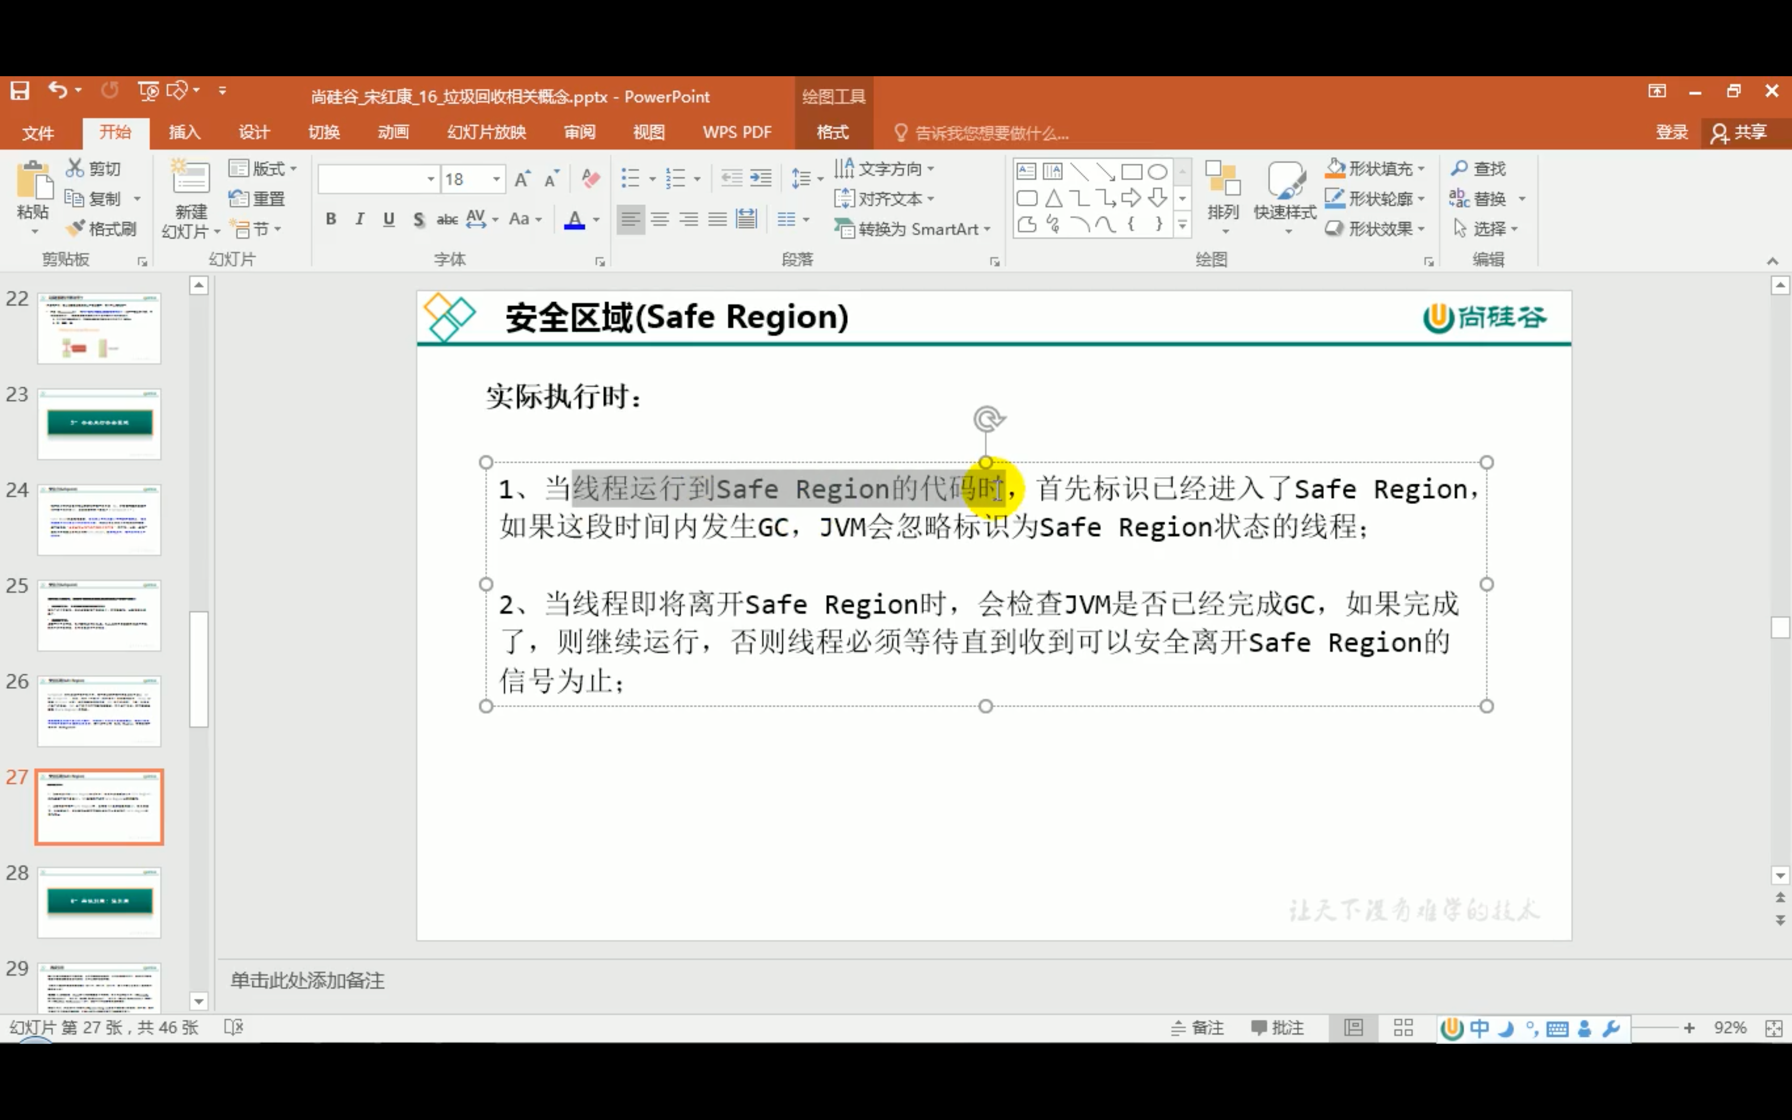 尚硅谷_宋红康_16_垃圾回收相关概念.pptx - PowerPoint
绘图工具
文件 开始 插入 设计 切换 动画 幻灯片放映 审阅 视图 WPS PDF 格式 告诉我您想要做什么... 登录 共享
粘贴 剪切 复制 格式刷
新建幻灯片 版式 重置 节
18
B I U S abc AV Aa A
文字方向 对齐文本 转换为 SmartArt
排列 快速样式 形状填充 形状轮廓 形状效果
查找 替换 选择
剪贴板 幻灯片 字体 段落 绘图 编辑
22
23
24
25
26
27
28
29
安全区域(Safe Region)
尚硅谷
实际执行时：
1、当线程运行到Safe Region的代码时，首先标识已经进入了Safe Region，
如果这段时间内发生GC，JVM会忽略标识为Safe Region状态的线程；
2、当线程即将离开Safe Region时，会检查JVM是否已经完成GC，如果完成
了，则继续运行，否则线程必须等待直到收到可以安全离开Safe Region的
信号为止；
让天下没有难学的技术
单击此处添加备注
幻灯片 第 27 张，共 46 张 备注 批注 中 92%